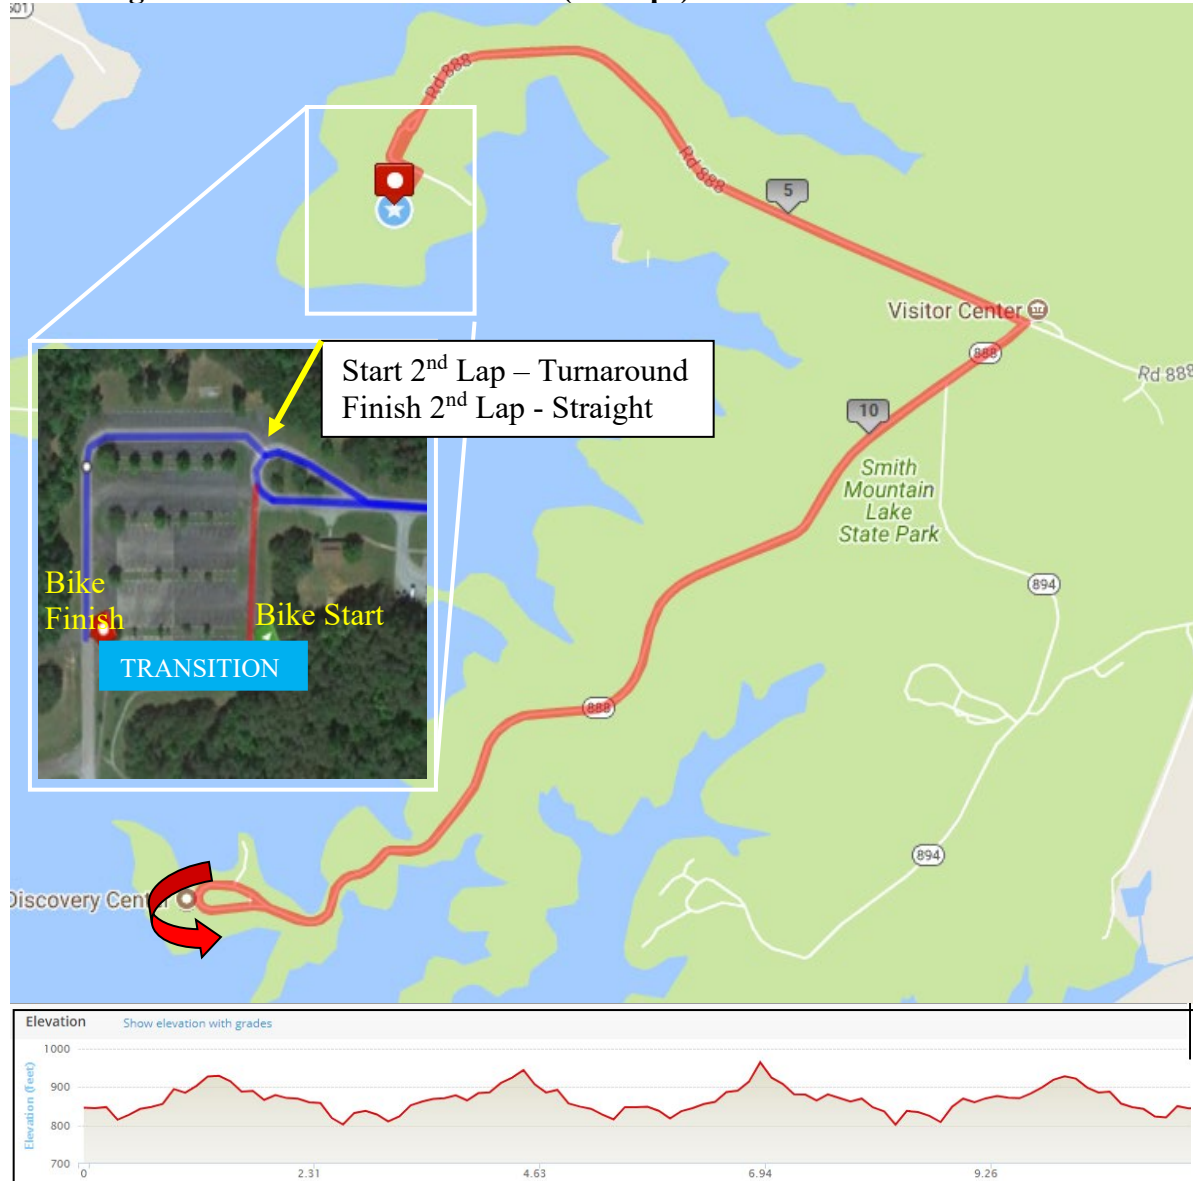 601
Rd 888
Rd 888
5
Visitor Center
888
Rd 888
Start 2nd Lap – Turnaround
Finish 2nd Lap - Straight
10
Smith
Mountain
Lake
State Park
894
Bike
Finish
Bike Start
TRANSITION
888
894
Discovery Center
Elevation
Show elevation with grades
Elevation (feet)
1000
900
800
700
0
2.31
4.63
6.94
9.26